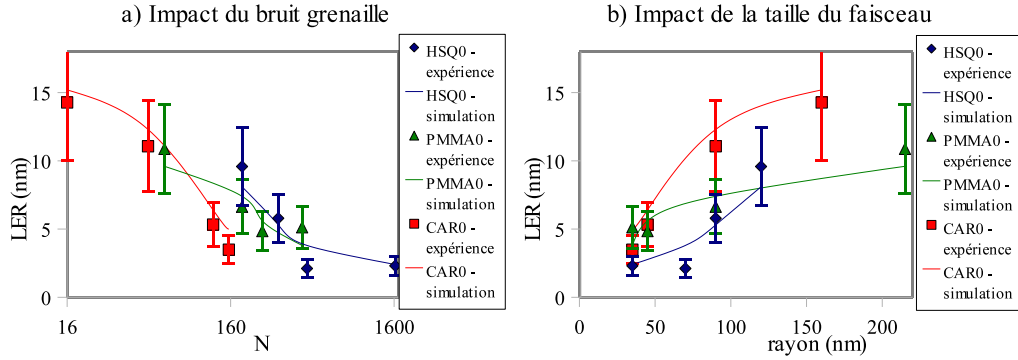 a) Impact du bruit grenaille
LER (nm)
15
10
5
0
16
160
1600
N
HSQ0 -
expérience
HSQ0 -
simulation
PMMA0 -
expérience
PMMA0 -
simulation
CAR0 -
expérience
CAR0 -
simulation
b) Impact de la taille du faisceau
LER (nm)
15
10
5
0
0
50
100
150
200
rayon (nm)
HSQ0 -
expérience
HSQ0 -
simulation
PMMA0 -
expérience
PMMA0 -
simulation
CAR0 -
expérience
CAR0 -
simulation